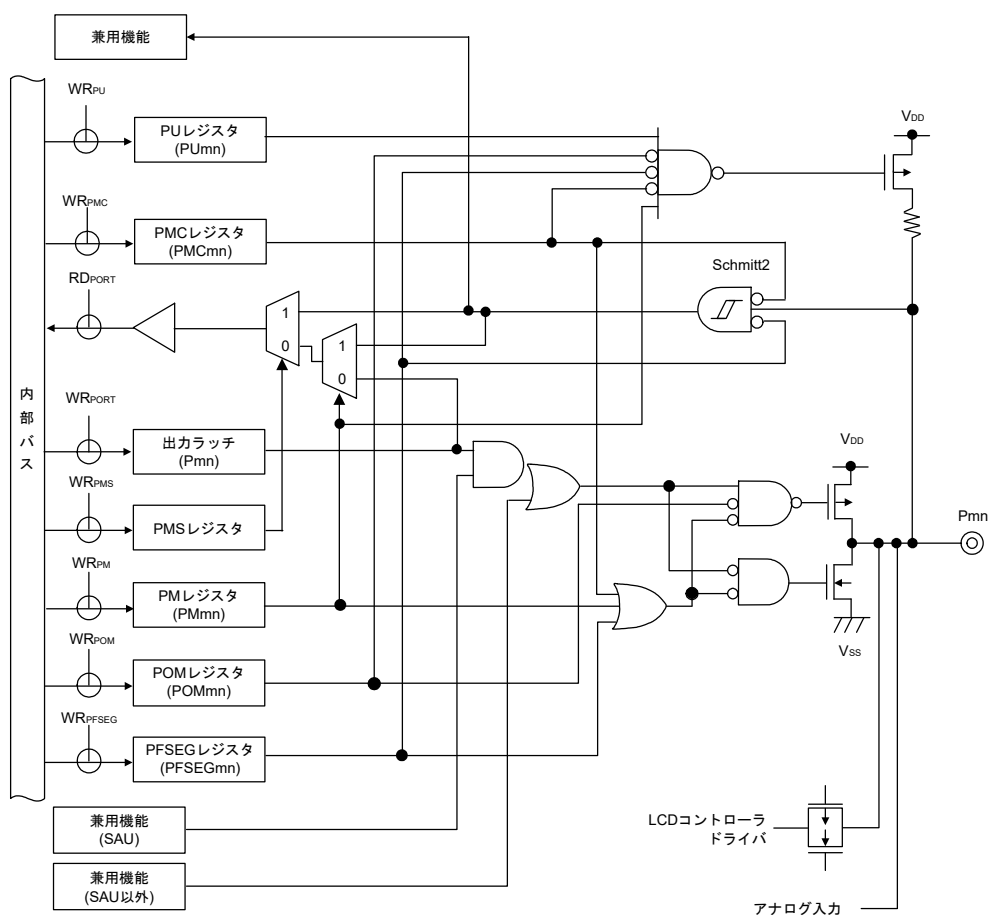 兼用機能
WRPU
PUレジスタ
(PUmn)
VDD
WRPMC
PMCレジスタ
(PMCmn)
Schmitt2
RDPORT
1
0
1
0
内部バス
WRPORT
出力ラッチ
(Pmn)
VDD
WRPMS
PMSレジスタ
Pmn
WRPM
PMレジスタ
(PMmn)
VSS
WRPOM
POMレジスタ
(POMmn)
WRPFSEG
PFSEGレジスタ
(PFSEGmn)
兼用機能
(SAU)
LCDコントローラ
ドライバ
兼用機能
(SAU以外)
アナログ入力